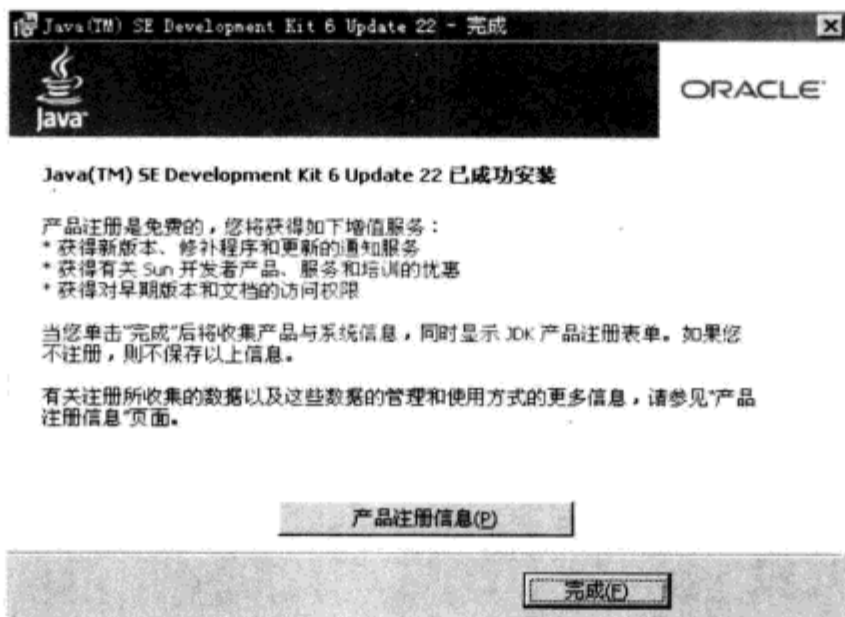 Java(TM) SE Development Kit 6 Update 22 - 完成
Java
ORACLE
Java(TM) SE Development Kit 6 Update 22 已成功安装
产品注册是免费的，您将获得如下增值服务：
* 获得新版本、修补程序和更新的通知服务
* 获得有关 Sun 开发者产品、服务和培训的优惠
* 获得对早期版本和文档的访问权限
当您单击“完成”后将收集产品与系统信息，同时显示 JDK 产品注册表单。如果您
不注册，则不保存以上信息。
有关注册所收集的数据以及这些数据的管理和使用方式的更多信息，请参见“产品
注册信息”页面。
产品注册信息(P)
完成(F)